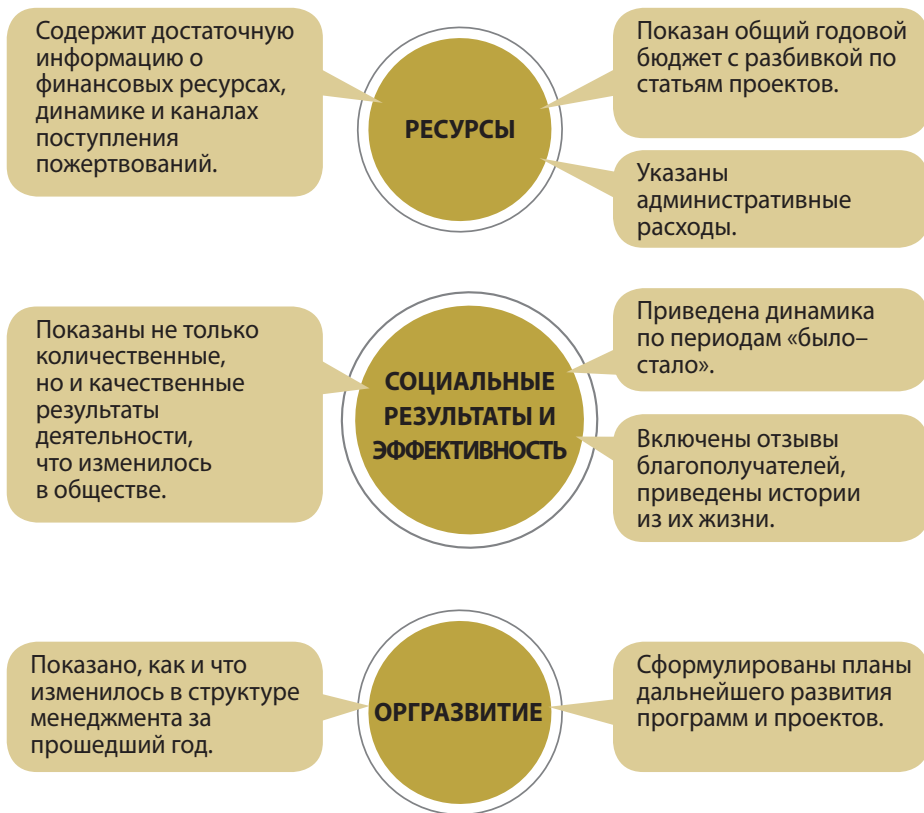 Содержит достаточную
информацию о
финансовых ресурсах,
динамике и каналах
поступления
пожертвований.
РЕСУРСЫ
Показан общий годовой
бюджет с разбивкой по
статьям проектов.
Указаны
административные
расходы.
Показаны не только
количественные,
но и качественные
результаты
деятельности,
что изменилось
в обществе.
СОЦИАЛЬНЫЕ
РЕЗУЛЬТАТЫ И
ЭФФЕКТИВНОСТЬ
Приведена динамика
по периодам «было–
стало».
Включены отзывы
благополучателей,
приведены истории
из их жизни.
Показано, как и что
изменилось в структуре
менеджмента за
прошедший год.
ОРГРАЗВИТИЕ
Сформулированы планы
дальнейшего развития
программ и проектов.